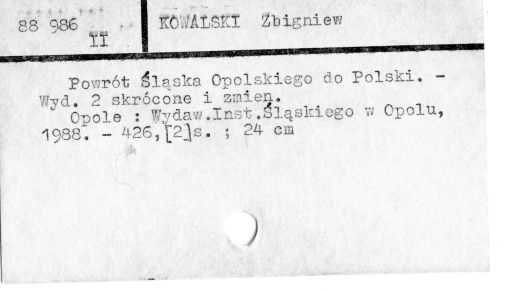 88 986
II
KOWALSKI Zbigniew
Powrót Śląska Opolskiego do Polski. -
Wyd. 2 skrócone i zmien.
Opole : Wydaw.Inst.Śląskiego w Opolu,
1988. - 426,[2]s. ; 24 cm